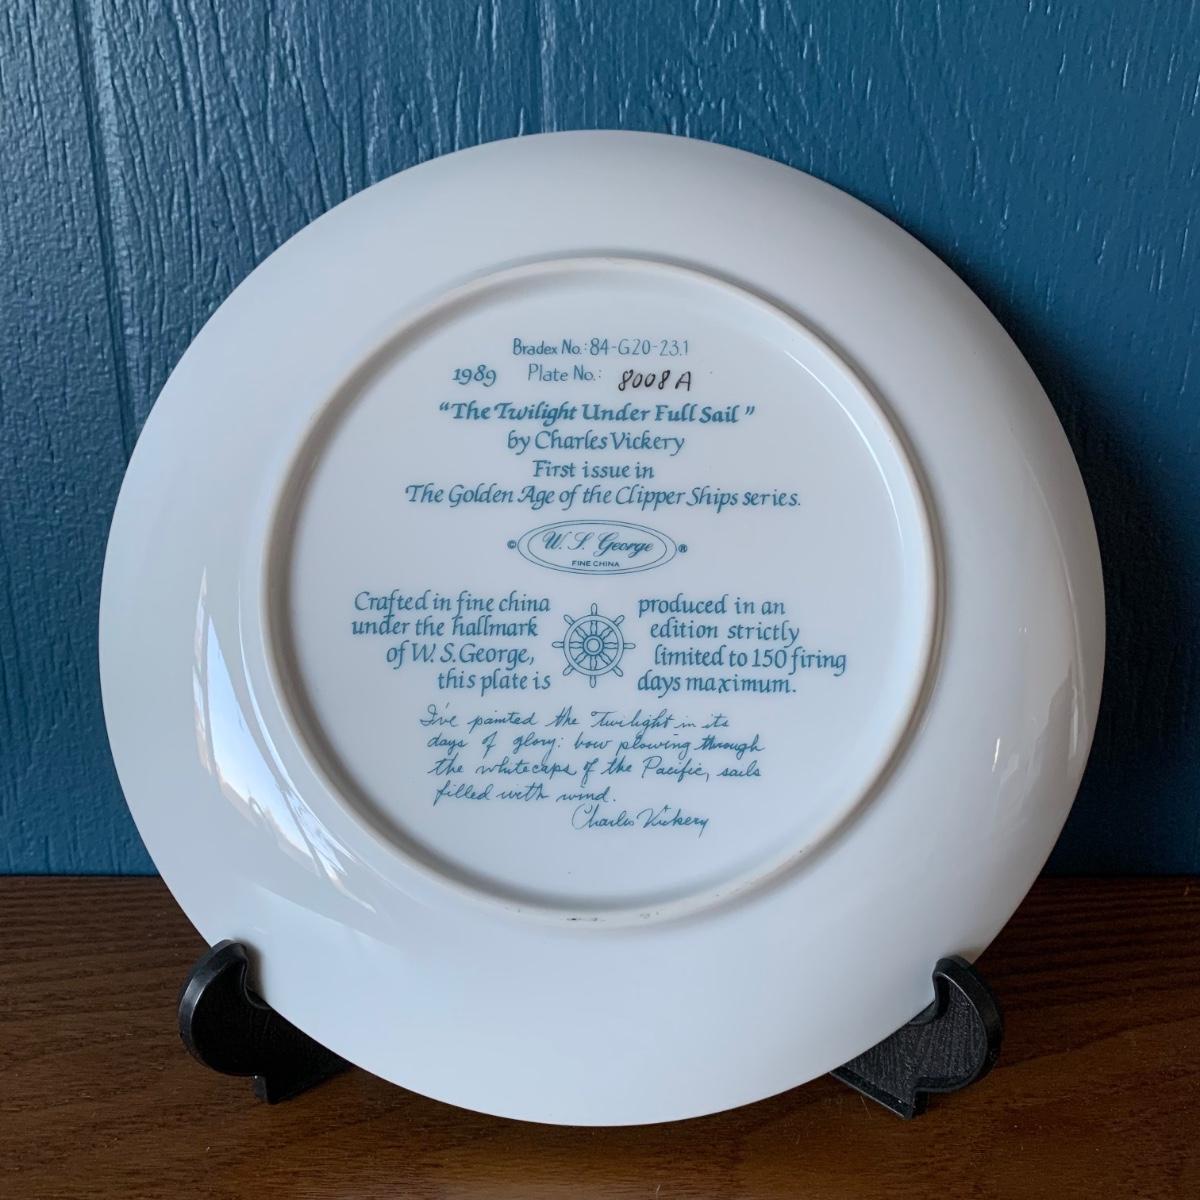 Bradex No.: 84-G20-23.1
1989 Plate No.: 8008A
"The Twilight Under Full Sail"
by Charles Vickery
First issue in
The Golden Age of the Clipper Ships series.
© W. S. George ®
FINE CHINA
Crafted in fine china
under the hallmark
of W. S. George,
this plate is
produced in an
edition strictly
limited to 150 firing
days maximum.
I've painted the Twilight in its
days of glory: bow plowing through
the whitecaps of the Pacific, sails
filled with wind.
Charles Vickery